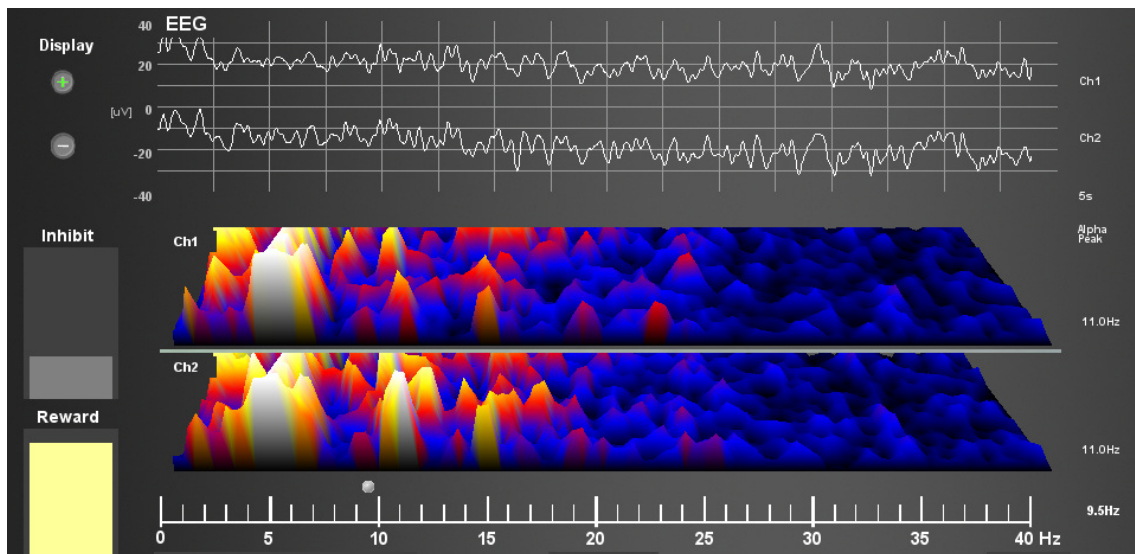 EEG
Display
+
−
[uV]
40
20
0
-20
-40
Ch1
Ch2
5s
Inhibit
Reward
Ch1
Alpha
Peak
11.0Hz
Ch2
11.0Hz
9.5Hz
0 5 10 15 20 25 30 35 40 Hz